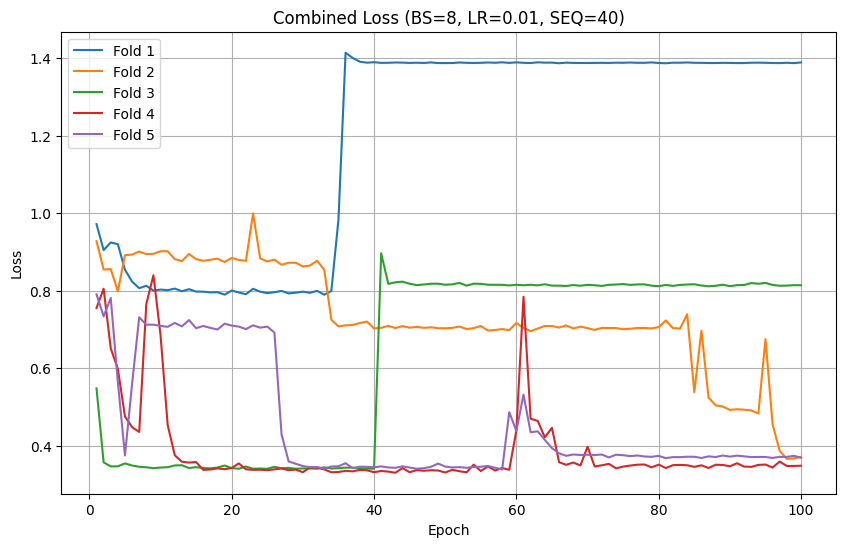 Combined Loss (BS=8, LR=0.01, SEQ=40)
Fold 1
Fold 2
Fold 3
Fold 4
Fold 5
Loss
1.4
1.2
1.0
0.8
0.6
0.4
0 20 40 60 80 100
Epoch